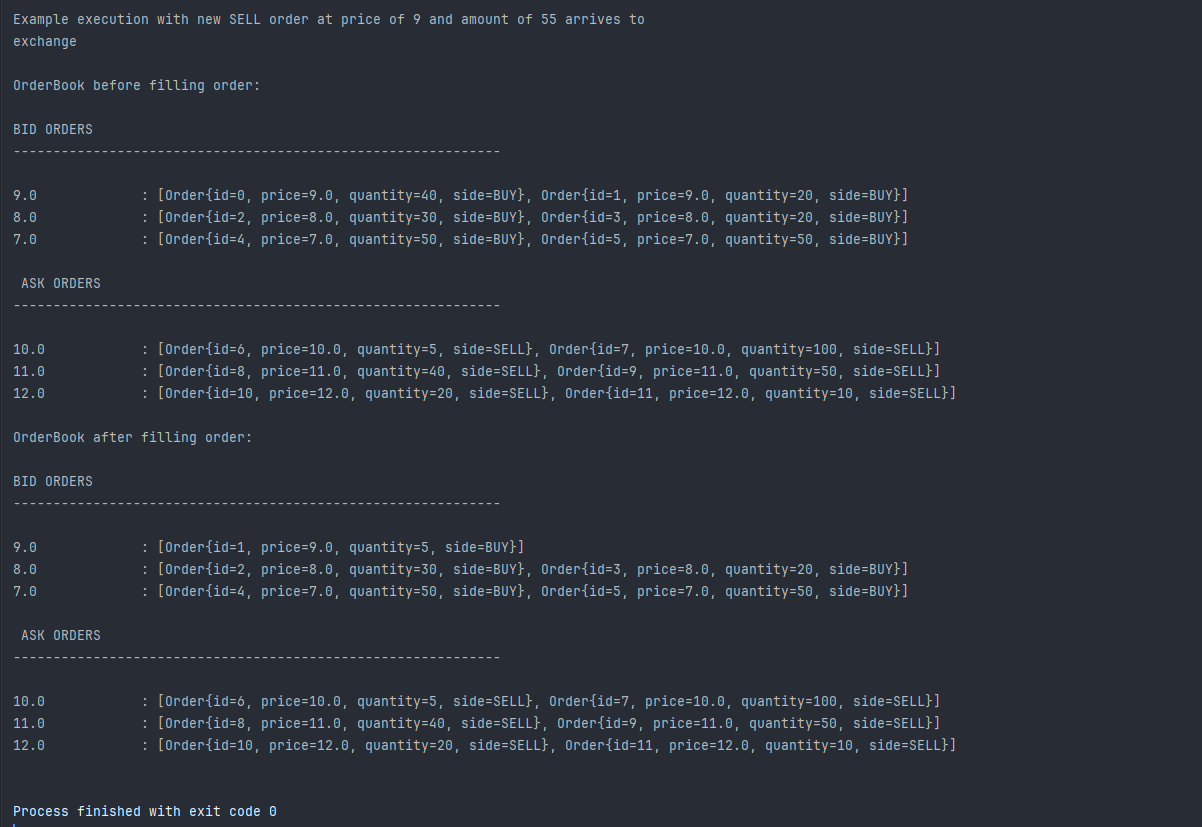 Example execution with new SELL order at price of 9 and amount of 55 arrives to
exchange
OrderBook before filling order:
BID ORDERS
-------------------------------------------------------------
9.0             : [Order{id=0, price=9.0, quantity=40, side=BUY}, Order{id=1, price=9.0, quantity=20, side=BUY}]
8.0             : [Order{id=2, price=8.0, quantity=30, side=BUY}, Order{id=3, price=8.0, quantity=20, side=BUY}]
7.0             : [Order{id=4, price=7.0, quantity=50, side=BUY}, Order{id=5, price=7.0, quantity=50, side=BUY}]
ASK ORDERS
-------------------------------------------------------------
10.0            : [Order{id=6, price=10.0, quantity=5, side=SELL}, Order{id=7, price=10.0, quantity=100, side=SELL}]
11.0            : [Order{id=8, price=11.0, quantity=40, side=SELL}, Order{id=9, price=11.0, quantity=50, side=SELL}]
12.0            : [Order{id=10, price=12.0, quantity=20, side=SELL}, Order{id=11, price=12.0, quantity=10, side=SELL}]
OrderBook after filling order:
BID ORDERS
-------------------------------------------------------------
9.0             : [Order{id=1, price=9.0, quantity=5, side=BUY}]
8.0             : [Order{id=2, price=8.0, quantity=30, side=BUY}, Order{id=3, price=8.0, quantity=20, side=BUY}]
7.0             : [Order{id=4, price=7.0, quantity=50, side=BUY}, Order{id=5, price=7.0, quantity=50, side=BUY}]
ASK ORDERS
-------------------------------------------------------------
10.0            : [Order{id=6, price=10.0, quantity=5, side=SELL}, Order{id=7, price=10.0, quantity=100, side=SELL}]
11.0            : [Order{id=8, price=11.0, quantity=40, side=SELL}, Order{id=9, price=11.0, quantity=50, side=SELL}]
12.0            : [Order{id=10, price=12.0, quantity=20, side=SELL}, Order{id=11, price=12.0, quantity=10, side=SELL}]
Process finished with exit code 0